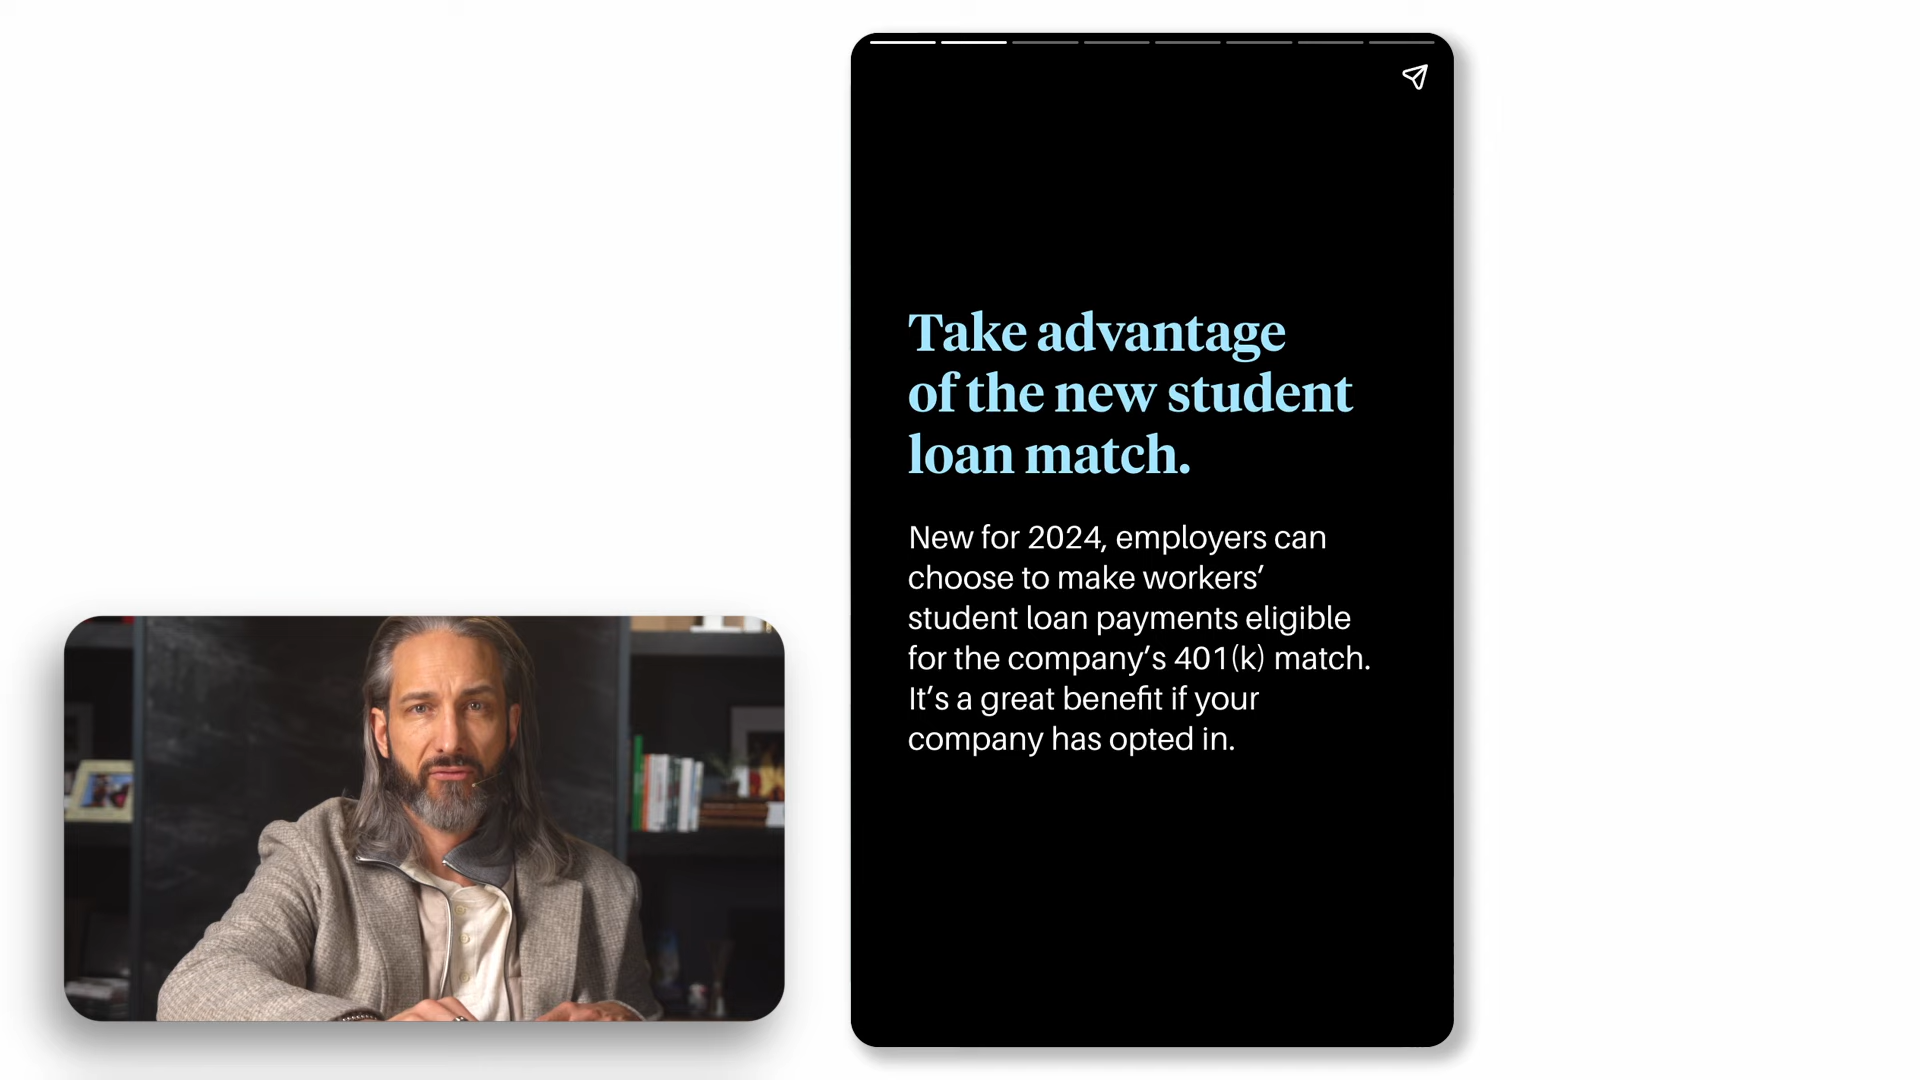 Take advantage
of the new student
loan match.
New for 2024, employers can
choose to make workers’
student loan payments eligible
for the company’s 401(k) match.
It’s a great benefit if your
company has opted in.